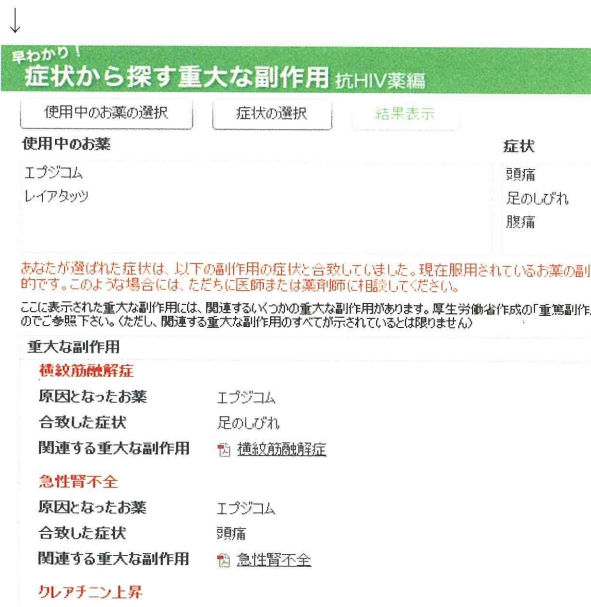 ↓
早わかり！
症状から探す重大な副作用 抗HIV薬編
使用中のお薬の選択 症状の選択 結果表示
使用中のお薬 症状
エプジコム 頭痛
レイアタッツ 足のしびれ
腹痛
あなたが選ばれた症状は、以下の副作用の症状と合致していました。現在服用されているお薬の副
的です。このような場合には、ただちに医師または薬剤師に相談してください。
ここに表示された重大な副作用には、関連するいくつかの重大な副作用があります。厚生労働省作成の「重篤副作
のでご参照下さい。（ただし、関連する重大な副作用のすべてが示されているとは限りません）
重大な副作用
横紋筋融解症
原因となったお薬 エプジコム
合致した症状 足のしびれ
関連する重大な副作用 横紋筋融解症
急性腎不全
原因となったお薬 エプジコム
合致した症状 頭痛
関連する重大な副作用 急性腎不全
クレアチニン上昇